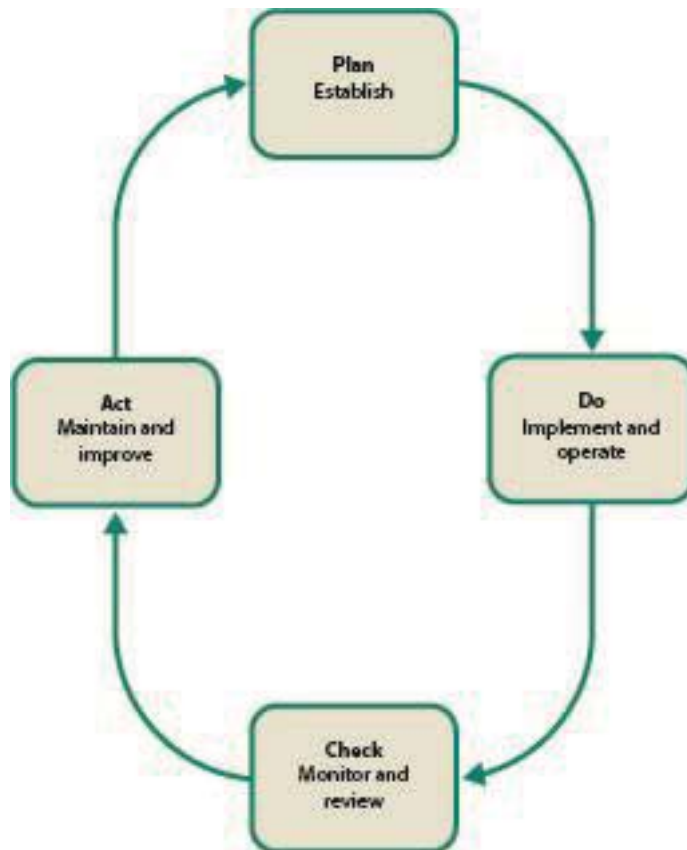 Plan
Establish
Do
Implement and
operate
Check
Monitor and
review
Act
Maintain and
improve